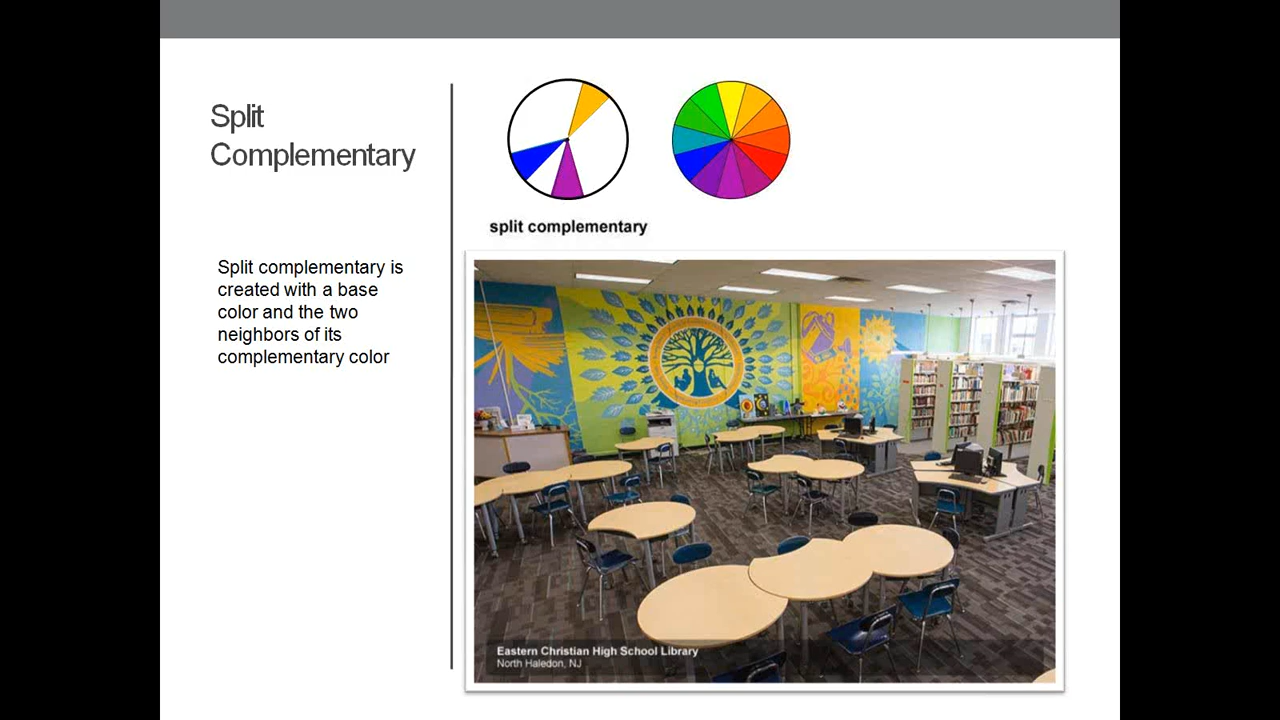 Split
Complementary
Split complementary is
created with a base
color and the two
neighbors of its
complementary color
split complementary
Eastern Christian High School Library
North Haledon, NJ